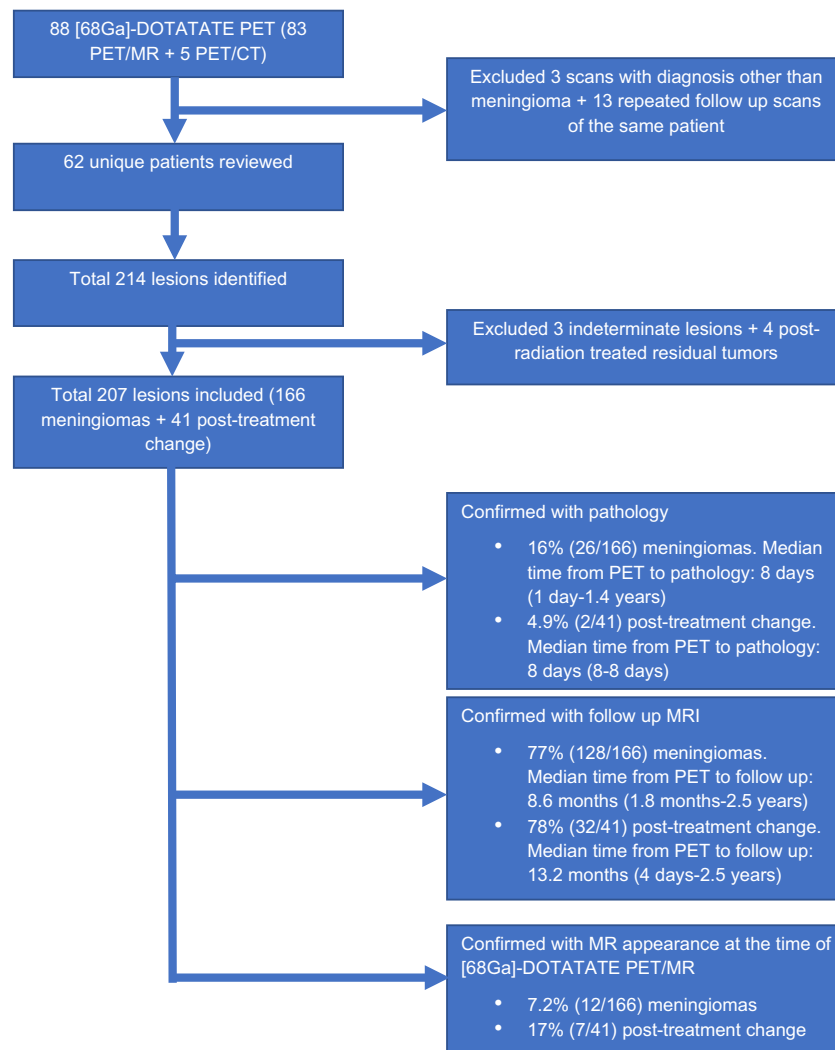 88 [68Ga]-DOTATATE PET (83
PET/MR + 5 PET/CT)
Excluded 3 scans with diagnosis other than
meningioma + 13 repeated follow up scans
of the same patient
62 unique patients reviewed
Total 214 lesions identified
Excluded 3 indeterminate lesions + 4 post-
radiation treated residual tumors
Total 207 lesions included (166
meningiomas + 41 post-treatment
change)
Confirmed with pathology
• 16% (26/166) meningiomas. Median
time from PET to pathology: 8 days
(1 day-1.4 years)
• 4.9% (2/41) post-treatment change.
Median time from PET to pathology:
8 days (8-8 days)
Confirmed with follow up MRI
• 77% (128/166) meningiomas.
Median time from PET to follow up:
8.6 months (1.8 months-2.5 years)
• 78% (32/41) post-treatment change.
Median time from PET to follow up:
13.2 months (4 days-2.5 years)
Confirmed with MR appearance at the time of
[68Ga]-DOTATATE PET/MR
• 7.2% (12/166) meningiomas
• 17% (7/41) post-treatment change